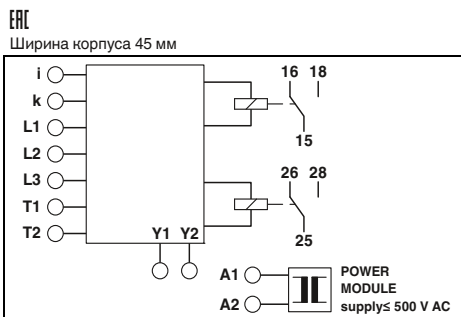 EAC
Ширина корпуса 45 мм
i
k
L1
L2
L3
T1
T2
Y1 Y2
16 18
15
26 28
25
A1
A2
POWER
MODULE
supply≤ 500 V AC